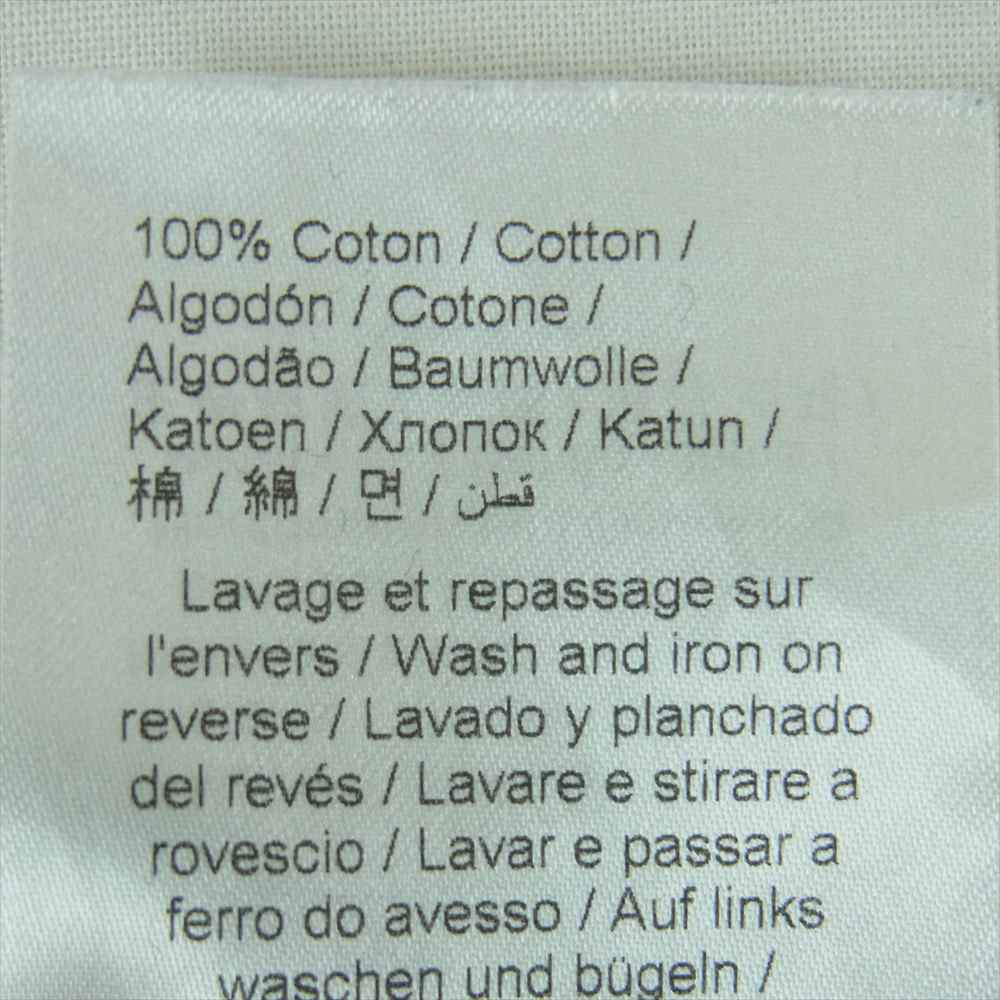 100% Coton / Cotton /
Algodón / Cotone /
Algodão / Baumwolle /
Katoen / Хлопок / Katun /
棉 / 綿 / 면 / قطن
Lavage et repassage sur
l'envers / Wash and iron on
reverse / Lavado y planchado
del revés / Lavare e stirare a
rovescio / Lavar e passar a
ferro do avesso / Auf links
waschen und bügeln /